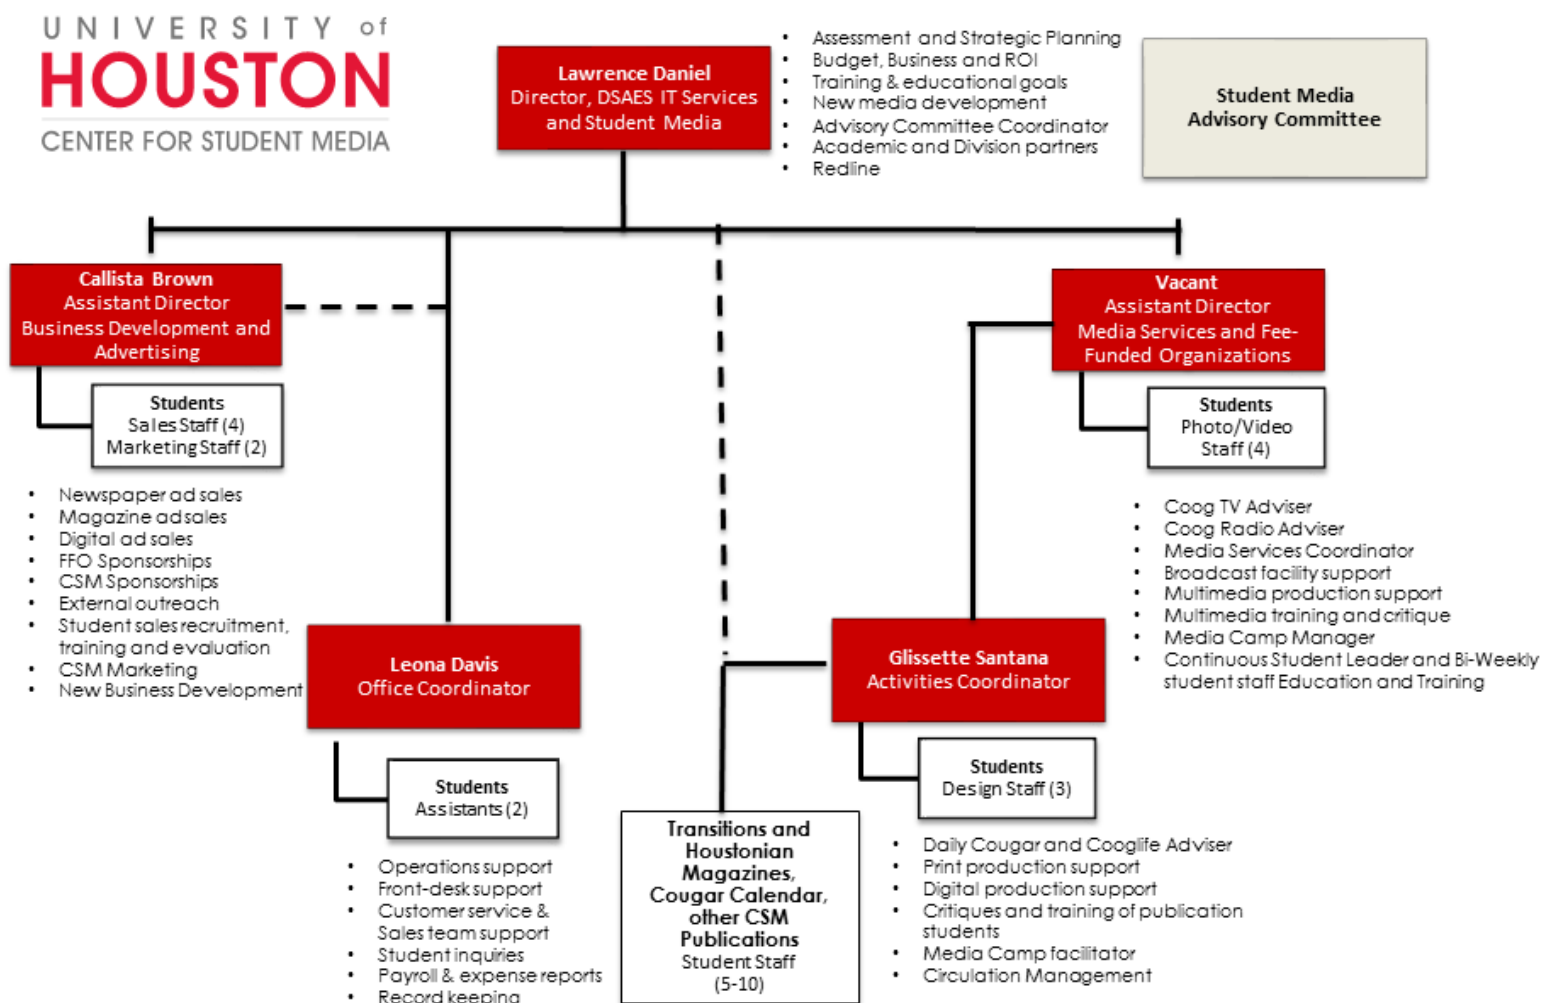 UNIVERSITY of
HOUSTON
CENTER FOR STUDENT MEDIA
Lawrence Daniel
Director, DSAES IT Services
and Student Media
• Assessment and Strategic Planning
• Budget, Business and ROI
• Training & educational goals
• New media development
• Advisory Committee Coordinator
• Academic and Division partners
• Redline
Student Media
Advisory Committee
Callista Brown
Assistant Director
Business Development and
Advertising
Students
Sales Staff (4)
Marketing Staff (2)
• Newspaper ad sales
• Magazine ad sales
• Digital ad sales
• FFO Sponsorships
• CSM Sponsorships
• External outreach
• Student sales recruitment,
training and evaluation
• CSM Marketing
• New Business Development
Leona Davis
Office Coordinator
Students
Assistants (2)
• Operations support
• Front-desk support
• Customer service &
Sales team support
• Student inquiries
• Payroll & expense reports
• Record keeping
Transitions and
Houstonian
Magazines,
Cougar Calendar,
other CSM
Publications
Student Staff
(5-10)
Vacant
Assistant Director
Media Services and Fee-
Funded Organizations
Students
Photo/Video
Staff (4)
• Coog TV Adviser
• Coog Radio Adviser
• Media Services Coordinator
• Broadcast facility support
• Multimedia production support
• Multimedia training and critique
• Media Camp Manager
• Continuous Student Leader and Bi-Weekly
student staff Education and Training
Glissette Santana
Activities Coordinator
Students
Design Staff (3)
• Daily Cougar and Cooglife Adviser
• Print production support
• Digital production support
• Critiques and training of publication
students
• Media Camp facilitator
• Circulation Management